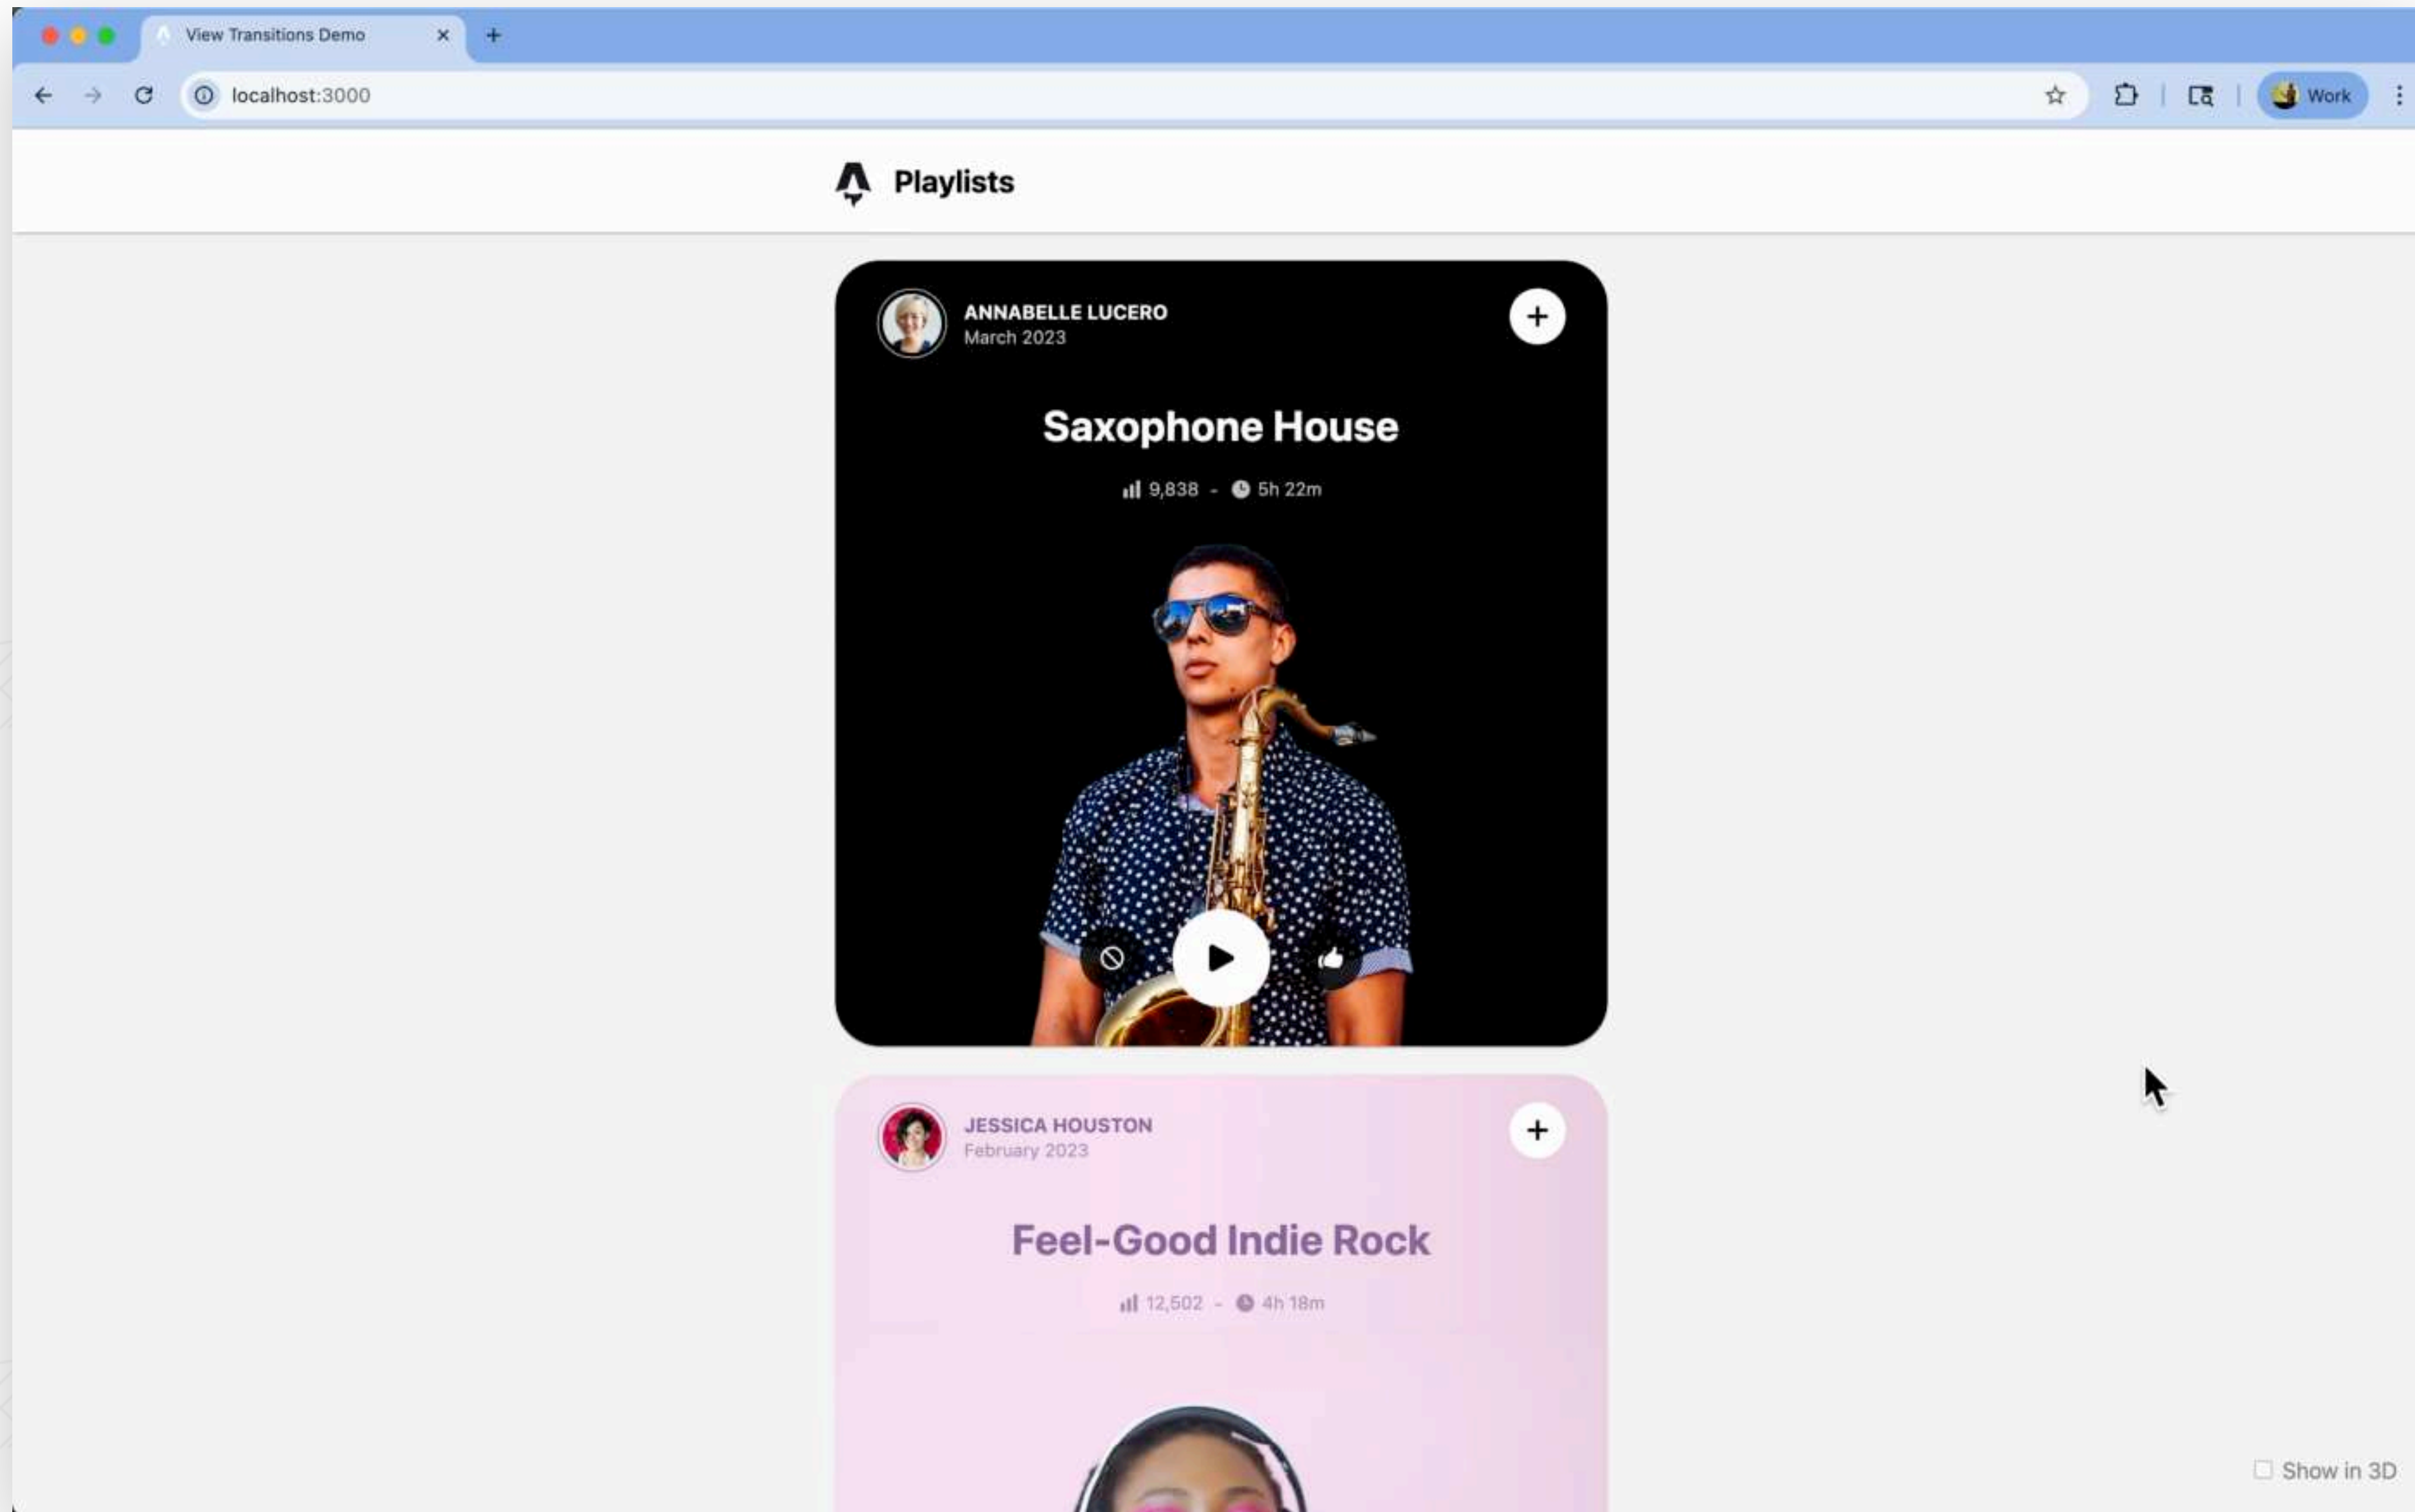 View Transitions Demo
localhost:3000
Work
Playlists
ANNABELLE LUCERO
March 2023
Saxophone House
9,838 - 5h 22m
JESSICA HOUSTON
February 2023
Feel-Good Indie Rock
12,502 - 4h 18m
Show in 3D